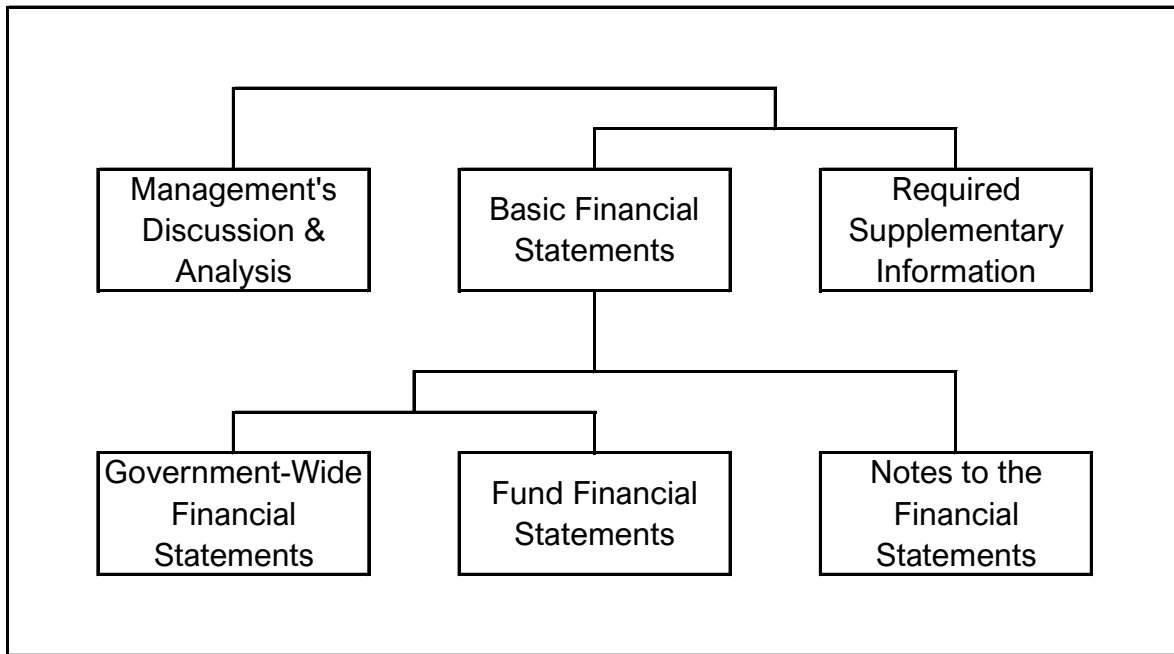 Management's
Discussion &
Analysis
Basic Financial
Statements
Required
Supplementary
Information
Government-Wide
Financial
Statements
Fund Financial
Statements
Notes to the
Financial
Statements